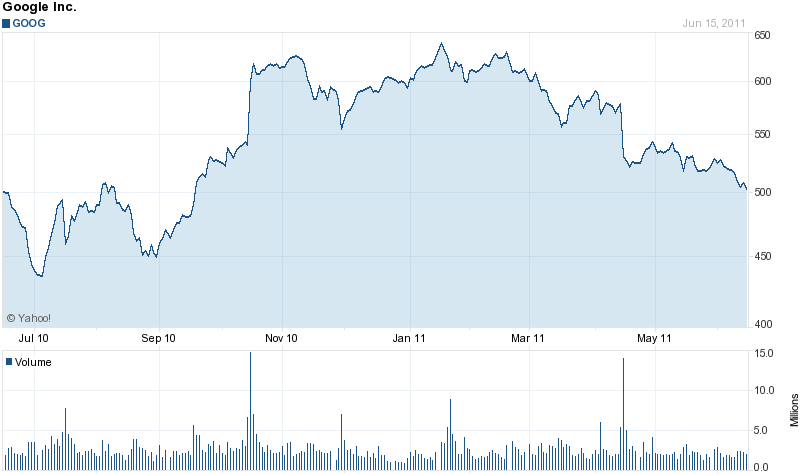 Google Inc.
GOOG
Jun 15, 2011
650
600
550
500
450
400
© Yahoo!
Jul 10
Sep 10
Nov 10
Jan 11
Mar 11
May 11
Volume
15.0
10.0
5.0
0.0
Millions